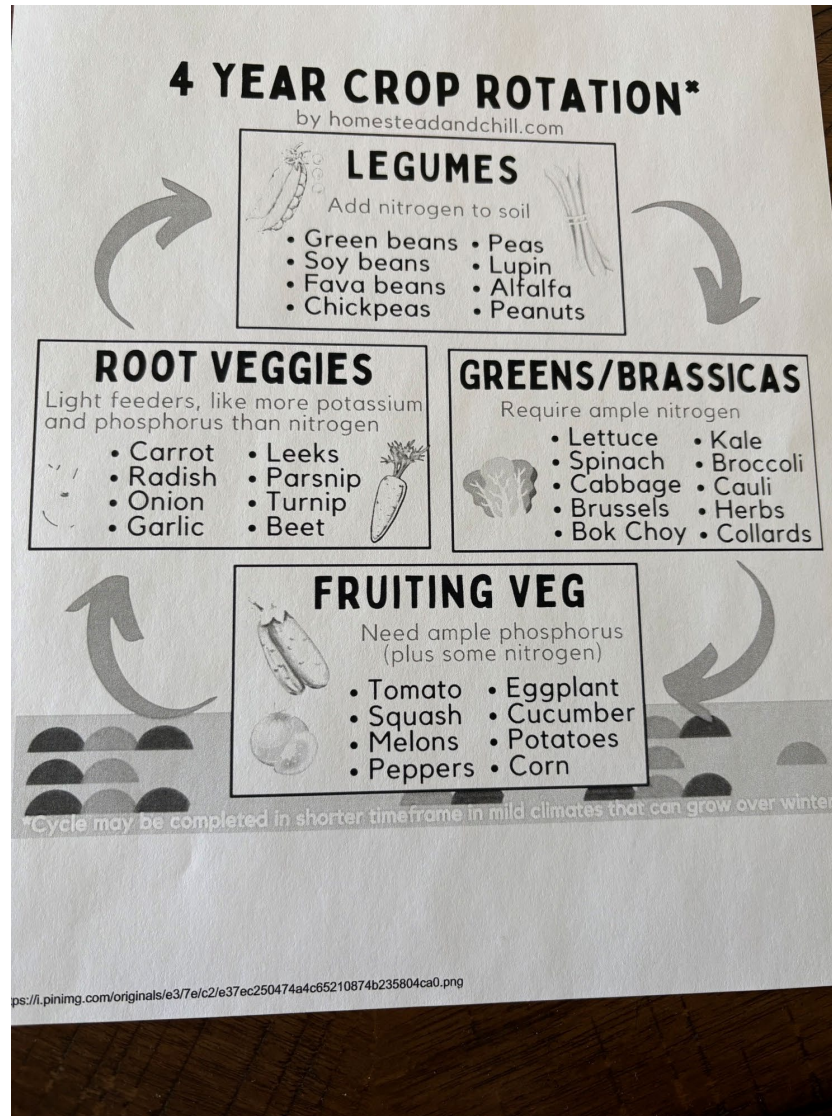 4 YEAR CROP ROTATION*
by homesteadandchill.com
LEGUMES
Add nitrogen to soil
• Green beans
• Soy beans
• Fava beans
• Chickpeas
• Peas
• Lupin
• Alfalfa
• Peanuts
ROOT VEGGIES
Light feeders, like more potassium
and phosphorus than nitrogen
• Carrot
• Radish
• Onion
• Garlic
• Leeks
• Parsnip
• Turnip
• Beet
GREENS/BRASSICAS
Require ample nitrogen
• Lettuce
• Spinach
• Cabbage
• Brussels
• Bok Choy
• Kale
• Broccoli
• Cauli
• Herbs
• Collards
FRUITING VEG
Need ample phosphorus
(plus some nitrogen)
• Tomato
• Squash
• Melons
• Peppers
• Eggplant
• Cucumber
• Potatoes
• Corn
*Cycle may be completed in shorter timeframe in mild climates that can grow over winter
ps://i.pinimg.com/originals/e3/7e/c2/e37ec250474a4c65210874b235804ca0.png